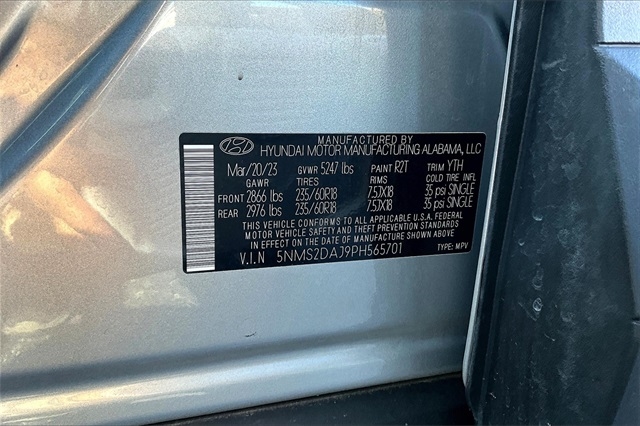 MANUFACTURED BY
HYUNDAI MOTOR MANUFACTURING ALABAMA, LLC
Mar/20/23 GVWR 5247 lbs PAINT R2T TRIM YTH
GAWR TIRES RIMS COLD TIRE INFL
FRONT 2866 lbs 235/60R18 7.5JX18 35 psi SINGLE
REAR 2976 lbs 235/60R18 7.5JX18 35 psi SINGLE
THIS VEHICLE CONFORMS TO ALL APPLICABLE U.S.A. FEDERAL
MOTOR VEHICLE SAFETY AND THEFT PREVENTION STANDARDS
IN EFFECT ON THE DATE OF MANUFACTURE SHOWN ABOVE
V.I.N 5NMS2DAJ9PH565701 TYPE: MPV